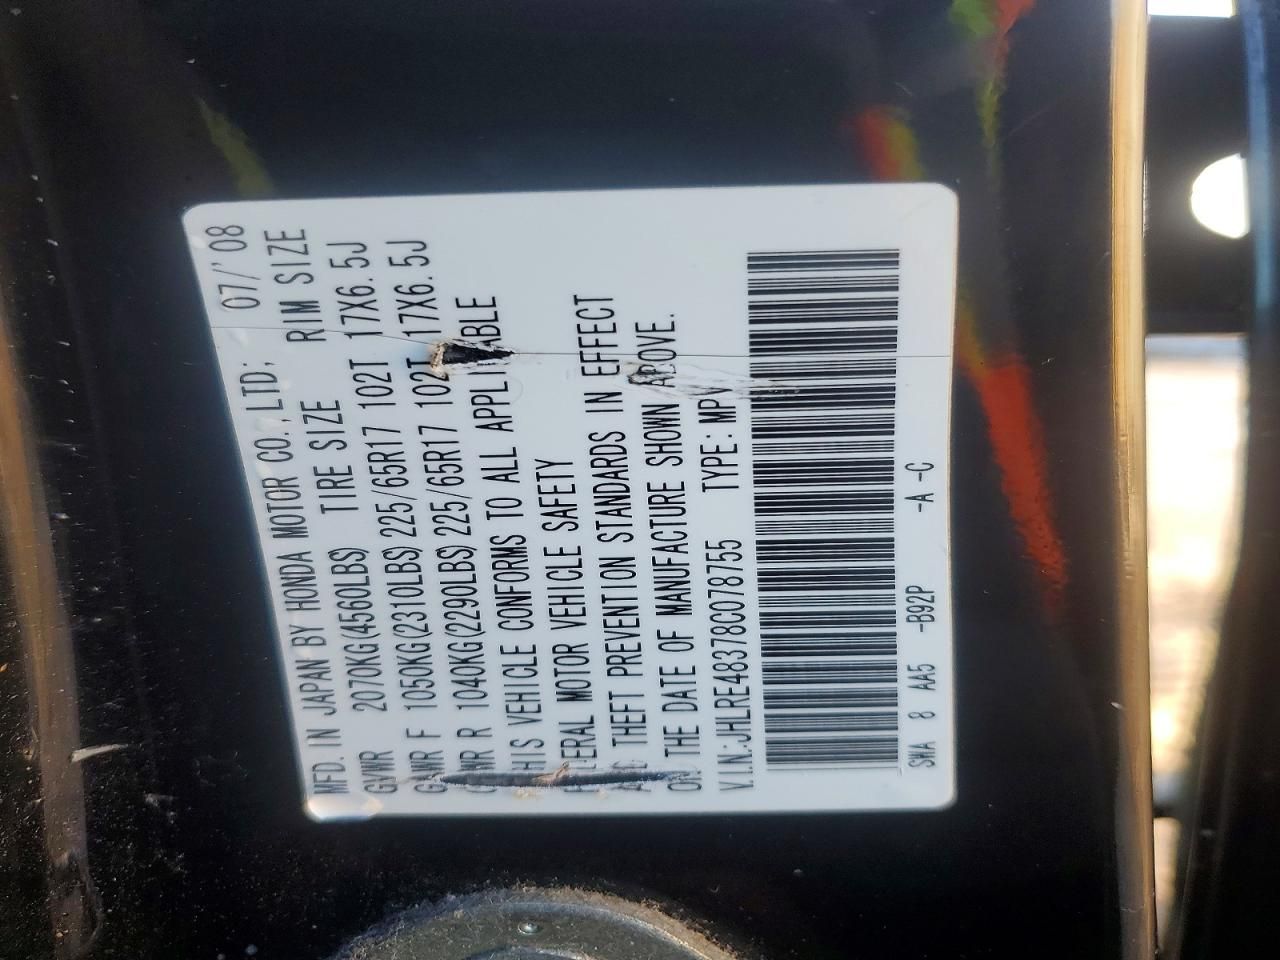 MFD. IN JAPAN BY HONDA MOTOR CO.,LTD; 07/'08
GVWR 2070KG(4560LBS) TIRE SIZE RIM SIZE
GAWR F 1050KG(2310LBS) 225/65R17 102T 17X6.5J
GAWR R 1040KG(2290LBS) 225/65R17 102T 17X6.5J
THIS VEHICLE CONFORMS TO ALL APPLICABLE
FEDERAL MOTOR VEHICLE SAFETY
AND THEFT PREVENTION STANDARDS IN EFFECT
ON THE DATE OF MANUFACTURE SHOWN ABOVE.
V.I.N.:JHLRE48378C078755 TYPE: MP
SWA 8 AA5 -B92P -A -C